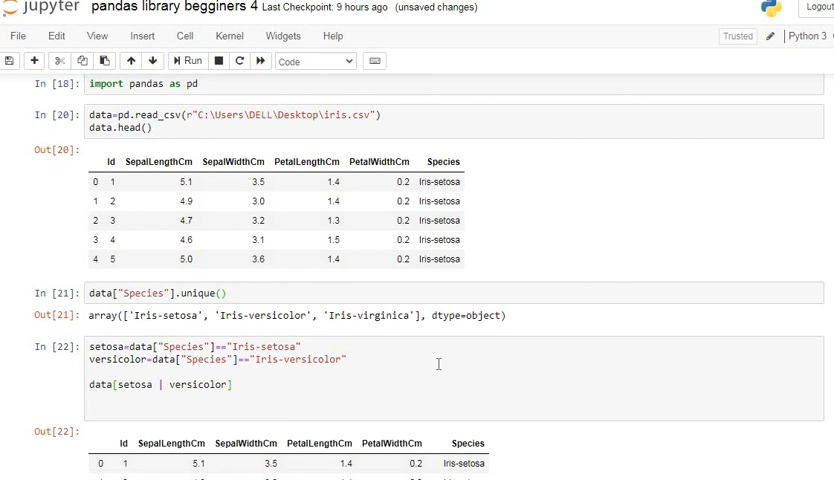 jupyter pandas library begginers 4 Last Checkpoint: 9 hours ago (unsaved changes) Logout
File Edit View Insert Cell Kernel Widgets Help Trusted Python 3
Run Code
In [18]: import pandas as pd
In [20]: data=pd.read_csv(r"C:\Users\DELL\Desktop\iris.csv")
data.head()
Out[20]:
Id SepalLengthCm SepalWidthCm PetalLengthCm PetalWidthCm Species
0 1 5.1 3.5 1.4 0.2 Iris-setosa
1 2 4.9 3.0 1.4 0.2 Iris-setosa
2 3 4.7 3.2 1.3 0.2 Iris-setosa
3 4 4.6 3.1 1.5 0.2 Iris-setosa
4 5 5.0 3.6 1.4 0.2 Iris-setosa
In [21]: data["Species"].unique()
Out[21]: array(['Iris-setosa', 'Iris-versicolor', 'Iris-virginica'], dtype=object)
In [22]: setosa=data["Species"]=="Iris-setosa"
versicolor=data["Species"]=="Iris-versicolor"
data[setosa | versicolor]
Out[22]:
Id SepalLengthCm SepalWidthCm PetalLengthCm PetalWidthCm Species
0 1 5.1 3.5 1.4 0.2 Iris-setosa